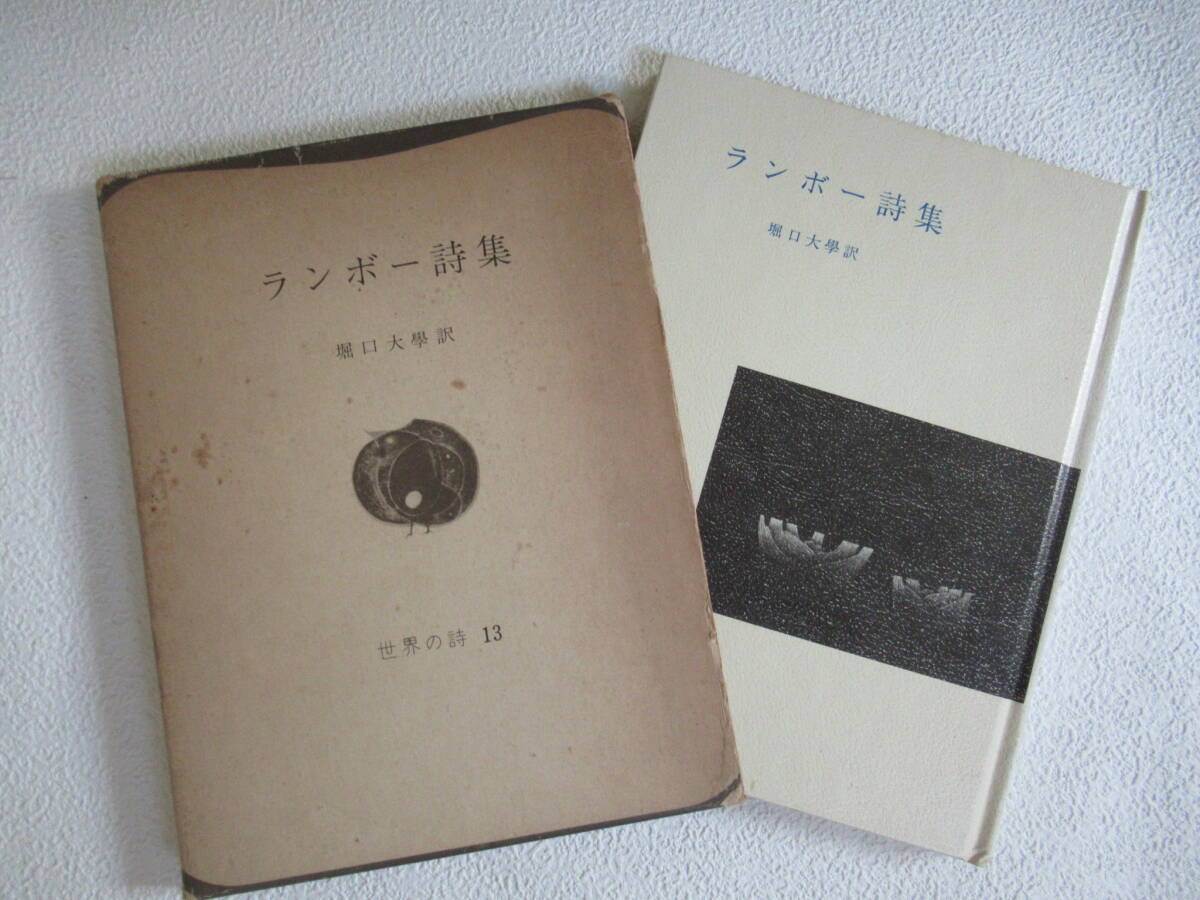 ランボー詩集
堀口大學訳
世界の詩 13
ランボー詩集
堀口大學訳